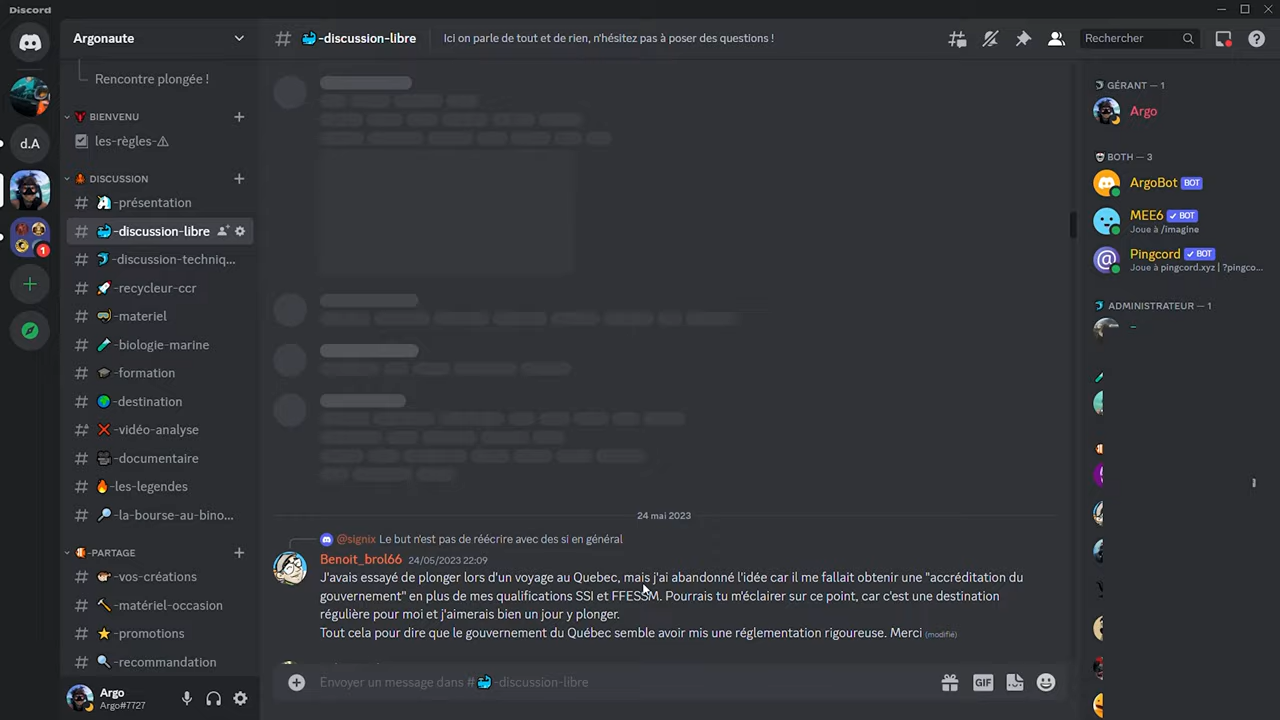 Discord
Argonaute
-discussion-libre
Ici on parle de tout et de rien, n'hésitez pas à poser des questions !
Rechercher
Rencontre plongée !
BIENVENU
les-règles-⚠
DISCUSSION
-présentation
-discussion-libre
-discussion-techniq...
-recycleur-ccr
-materiel
-biologie-marine
-formation
-destination
-vidéo-analyse
-documentaire
-les-legendes
-la-bourse-au-bino...
-PARTAGE
-vos-créations
-matériel-occasion
-promotions
-recommandation
Argo
Argo#7727
d.A
1
24 mai 2023
@signix Le but n'est pas de réécrire avec des si en général
Benoit_brol66 24/05/2023 22:09
J'avais essayé de plonger lors d'un voyage au Quebec, mais j'ai abandonné l'idée car il me fallait obtenir une "accréditation du
gouvernement" en plus de mes qualifications SSI et FFESSM. Pourrais tu m'éclairer sur ce point, car c'est une destination
régulière pour moi et j'aimerais bien un jour y plonger.
Tout cela pour dire que le gouvernement du Québec semble avoir mis une réglementation rigoureuse. Merci (modifié)
Envoyer un message dans # -discussion-libre
GIF
GÉRANT — 1
Argo
BOTH — 3
ArgoBot BOT
MEE6 ✓ BOT
Joue à /imagine
Pingcord ✓ BOT
Joue à pingcord.xyz | ?pingco...
ADMINISTRATEUR — 1